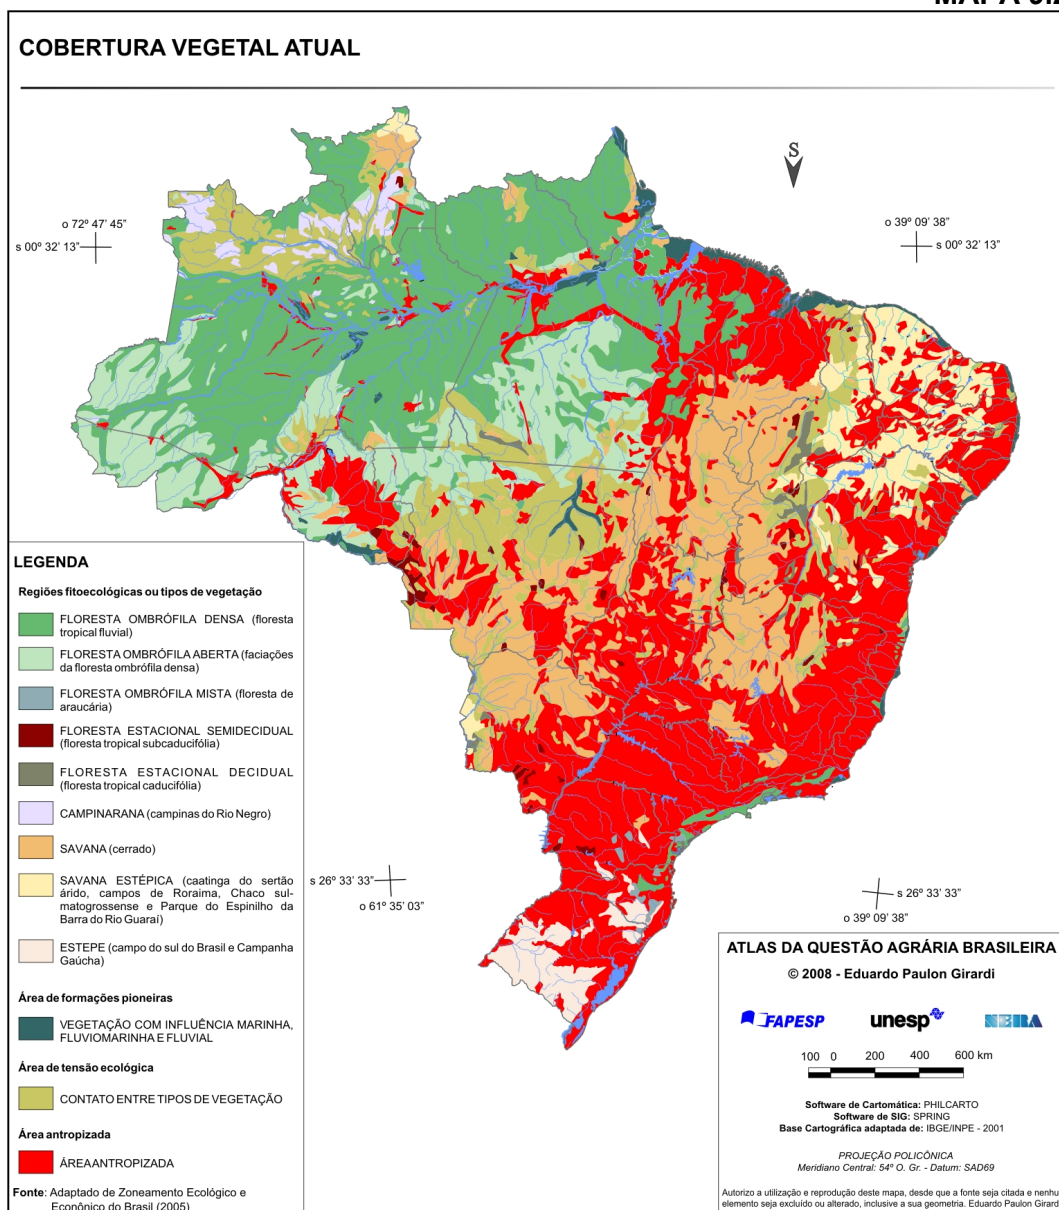 COBERTURA VEGETAL ATUAL
S
o 72º 47' 45”
s 00º 32' 13”
o 39º 09' 38”
s 00º 32' 13”
LEGENDA
Regiões fitoecológicas ou tipos de vegetação
FLORESTA OMBRÓFILA DENSA (floresta
tropical fluvial)
FLORESTA OMBRÓFILA ABERTA (faciações
da floresta ombrófila densa)
FLORESTA OMBRÓFILA MISTA (floresta de
araucária)
FLORESTA ESTACIONAL SEMIDECIDUAL
(floresta tropical subcaducifólia)
FLORESTA ESTACIONAL DECIDUAL
(floresta tropical caducifólia)
CAMPINARANA (campinas do Rio Negro)
SAVANA (cerrado)
SAVANA ESTÉPICA (caatinga do sertão
árido, campos de Roraima, Chaco sul-
matogrossense e Parque do Espinilho da
Barra do Rio Guaraí)
ESTEPE (campo do sul do Brasil e Campanha
Gaúcha)
Área de formações pioneiras
VEGETAÇÃO COM INFLUÊNCIA MARINHA,
FLUVIOMARINHA E FLUVIAL
Área de tensão ecológica
CONTATO ENTRE TIPOS DE VEGETAÇÃO
Área antropizada
ÁREA ANTROPIZADA
Fonte: Adaptado de Zoneamento Ecológico e
Econônico do Brasil (2005)
s 26º 33' 33”
o 61º 35' 03”
s 26º 33' 33”
o 39º 09' 38”
ATLAS DA QUESTÃO AGRÁRIA BRASILEIRA
© 2008 - Eduardo Paulon Girardi
FAPESP unesp NERA
100 0 200 400 600 km
Software de Cartomática: PHILCARTO
Software de SIG: SPRING
Base Cartográfica adaptada de: IBGE/INPE - 2001
PROJEÇÃO POLICÔNICA
Meridiano Central: 54º O. Gr. - Datum: SAD69
Autorizo a utilização e reprodução deste mapa, desde que a fonte seja citada e nenhu
elemento seja excluído ou alterado, inclusive a sua geometria. Eduardo Paulon Girard